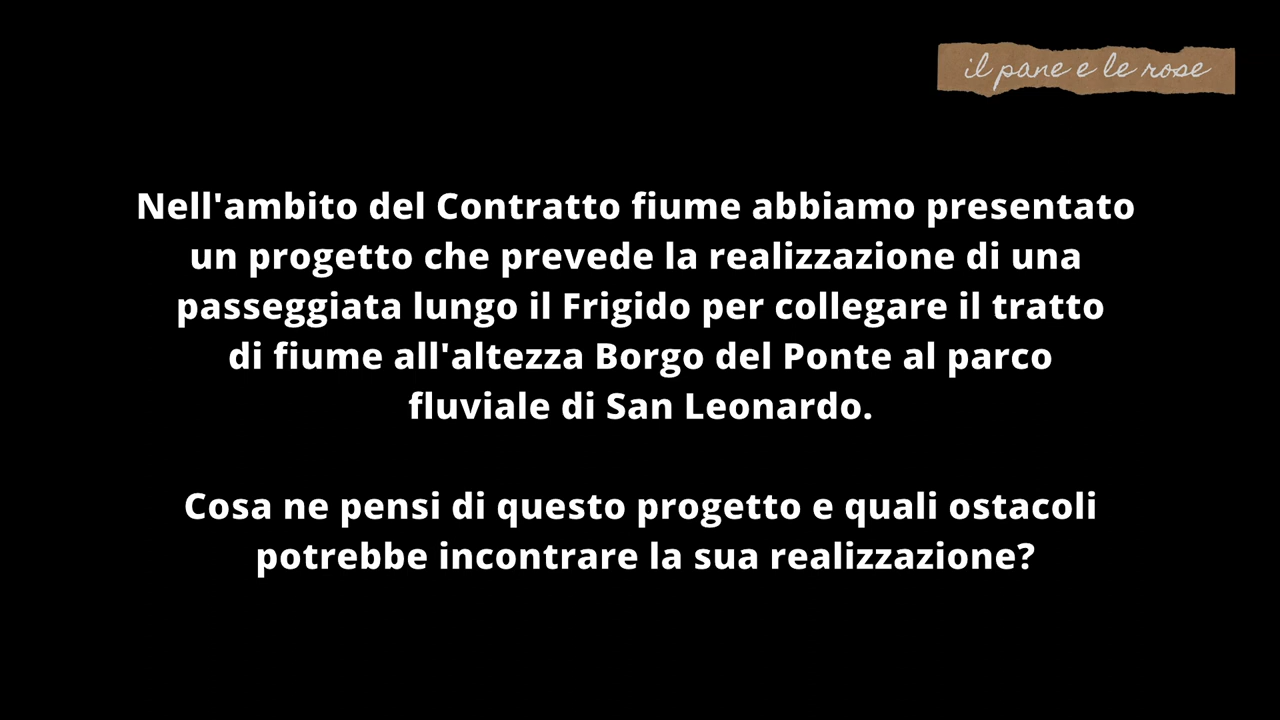 il pane e le rose
Nell'ambito del Contratto fiume abbiamo presentato
un progetto che prevede la realizzazione di una
passeggiata lungo il Frigido per collegare il tratto
di fiume all'altezza Borgo del Ponte al parco
fluviale di San Leonardo.
Cosa ne pensi di questo progetto e quali ostacoli
potrebbe incontrare la sua realizzazione?